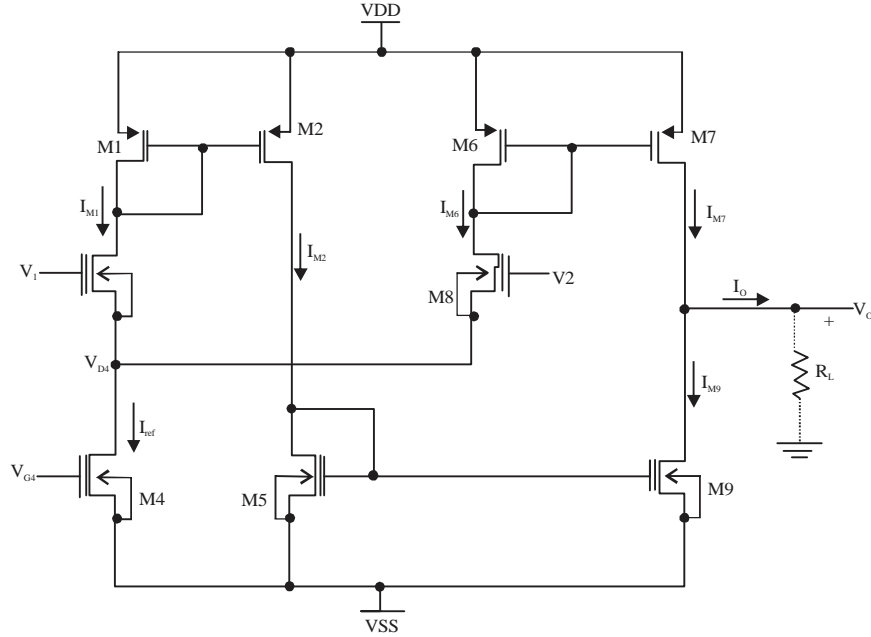 VDD
M1
M2
M6
M7
I_M1
I_M2
I_M6
I_M7
V_1
M8
V2
I_O
V_O
+
V_D4
I_M9
R_L
I_ref
V_G4
M4
M5
M9
VSS